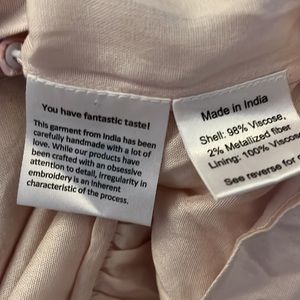 You have fantastic taste!
This garment from India has been
carefully handmade with a lot of
love. While our products have
been crafted with an obsessive
attention to detail, irregularity in
embroidery is an inherent
characteristic of the process.
Made in India
Shell: 98% Viscose,
2% Metallized fiber
Lining: 100% Visco
See reverse for